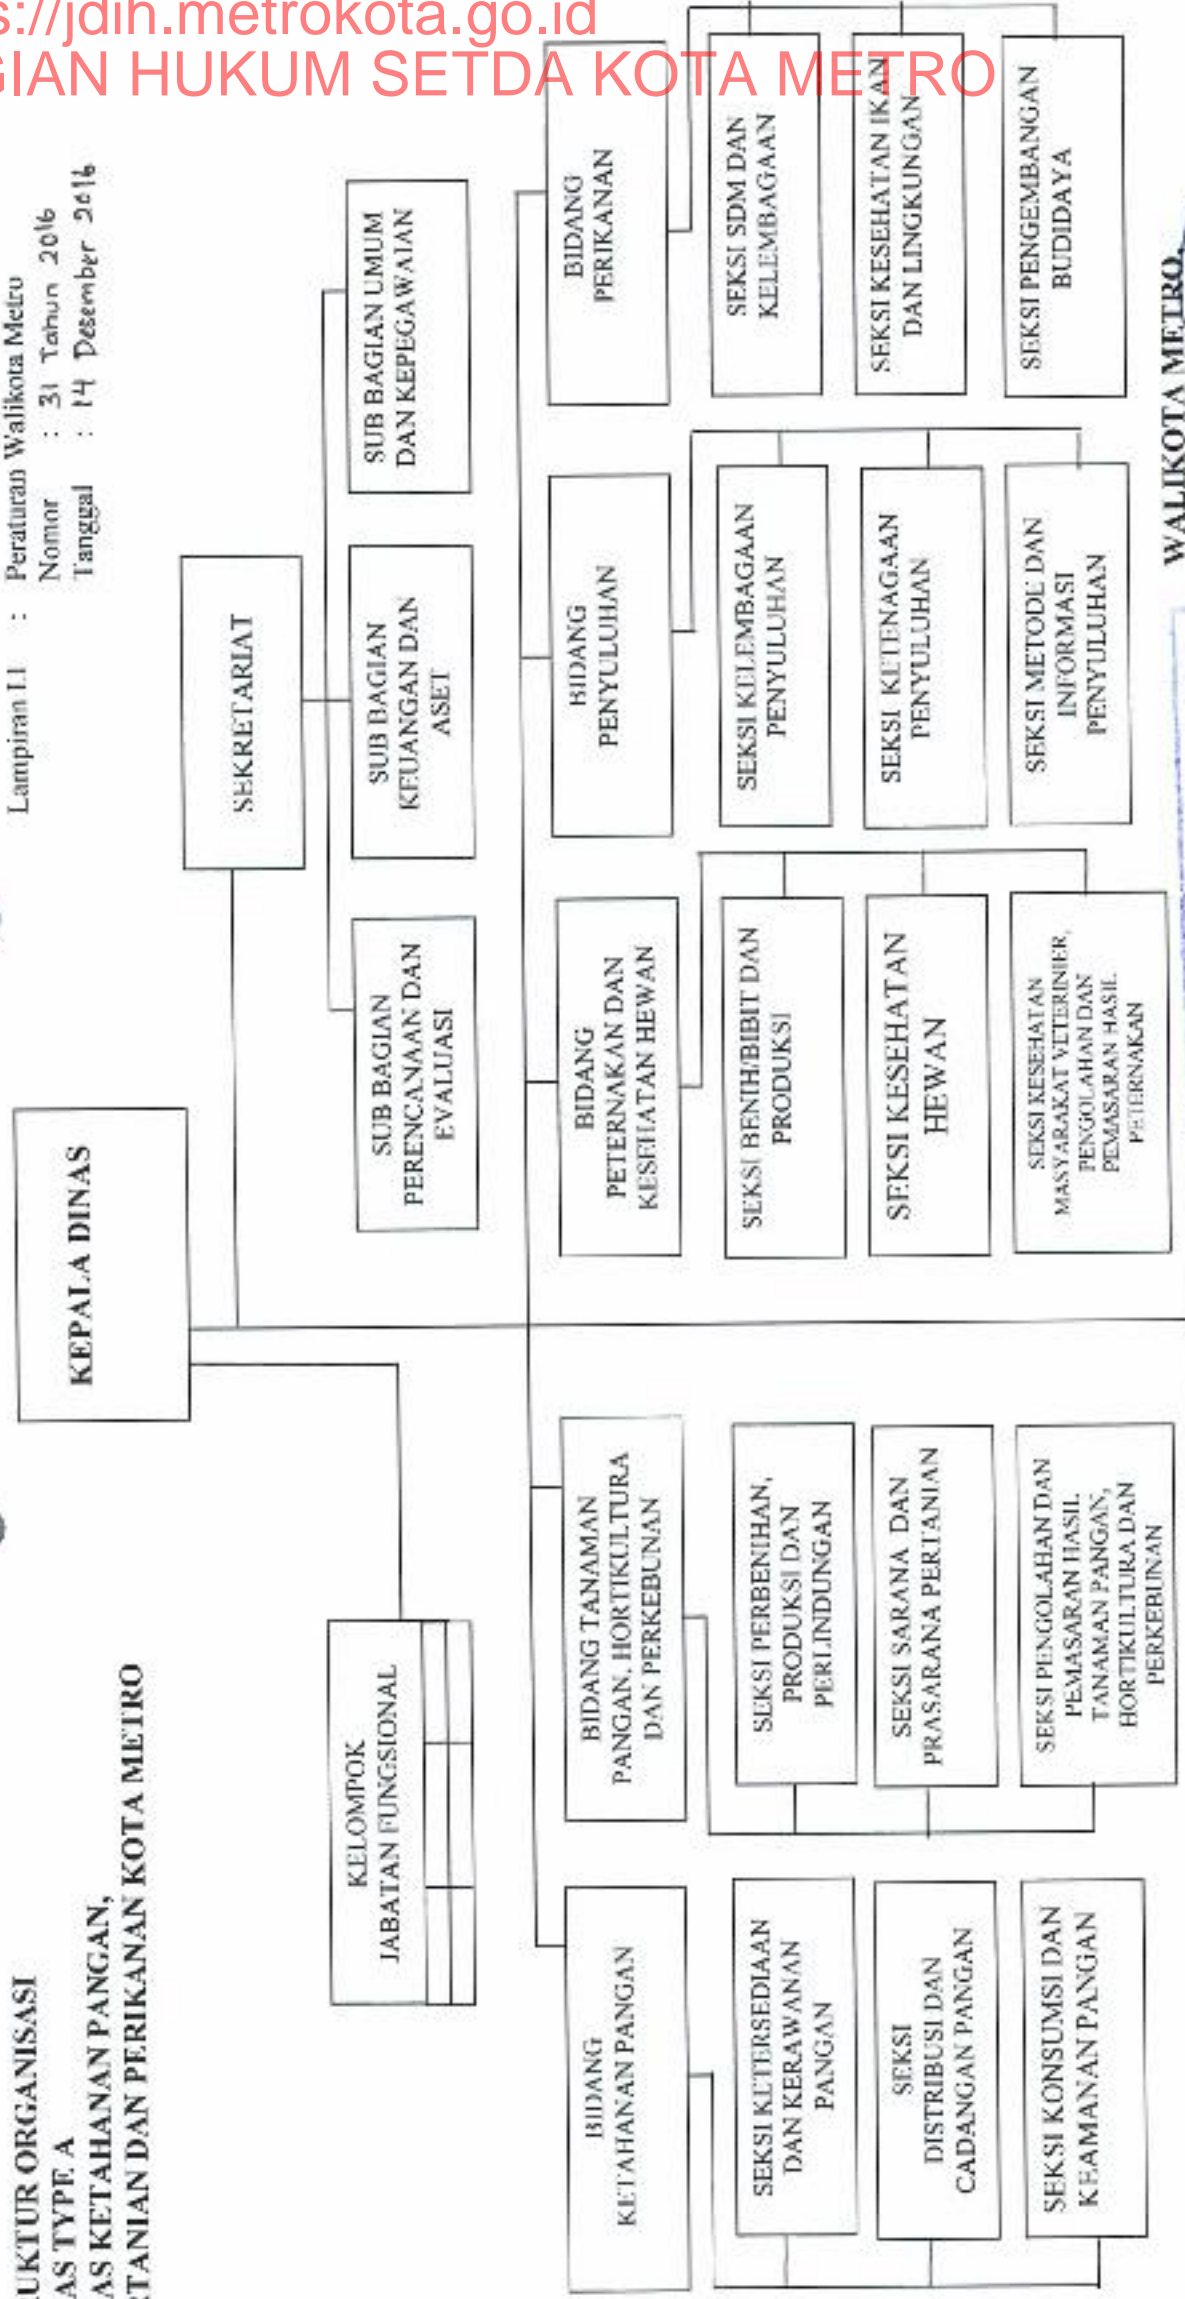 s://jdih.metrokota.go.id
GIAN HUKUM SETDA KOTA METRO
RUKTUR ORGANISASI
AS TYPE A
AS KETAHANAN PANGAN,
RTANIAN DAN PERIKANAN KOTA METRO
Lampiran I.1 : Peraturan Walikota Metro
Nomor : 31 Tahun 2016
Tanggal : 14 Desember 2016
KEPALA DINAS
SEKRETARIAT
KELOMPOK
JABATAN FUNGSIONAL
SUB BAGIAN
PERENCANAAN DAN
EVALUASI
SUB BAGIAN
KEUANGAN DAN
ASET
SUB BAGIAN UMUM
DAN KEPEGAWAIAN
BIDANG
KETAHANAN PANGAN
SEKSI KETERSEDIAAN
DAN KERAWANAN
PANGAN
SEKSI
DISTRIBUSI DAN
CADANGAN PANGAN
SEKSI KONSUMSI DAN
KEAMANAN PANGAN
BIDANG TANAMAN
PANGAN, HORTIKULTURA
DAN PERKEBUNAN
SEKSI PERBENIHAN,
PRODUKSI DAN
PERLINDUNGAN
SEKSI SARANA DAN
PRASARANA PERTANIAN
SEKSI PENGOLAHAN DAN
PEMASARAN HASIL
TANAMAN PANGAN,
HORTIKULTURA DAN
PERKEBUNAN
BIDANG
PETERNAKAN DAN
KESEHATAN HEWAN
SEKSI BENIH/BIBIT DAN
PRODUKSI
SEKSI KESEHATAN
HEWAN
SEKSI KESEHATAN
MASYARAKAT VETERINIER,
PENGOLAHAN DAN
PEMASARAN HASIL
PETERNAKAN
BIDANG
PENYULUHAN
SEKSI KELEMBAGAAN
PENYULUHAN
SEKSI KETENAGAAN
PENYULUHAN
SEKSI METODE DAN
INFORMASI
PENYULUHAN
BIDANG
PERIKANAN
SEKSI SDM DAN
KELEMBAGAAN
SEKSI KESEHATAN IKAN
DAN LINGKUNGAN
SEKSI PENGEMBANGAN
BUDIDAYA
WALIKOTA METRO,